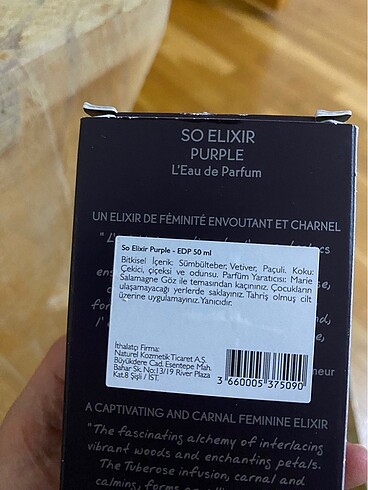 SO ELIXIR
PURPLE
L'Eau de Parfum
UN ELIXIR DE FÉMINITÉ ENVOUTANT ET CHARNEL
So Elixir Purple - EDP 50 ml
Bitkisel İçerik: Sümbülteber, Vetiver, Paçuli. Koku:
Çekici, çiçeksi ve odunsu. Parfüm Yaratıcısı: Marie
Salamagne Göz ile temasından kaçınınız. Çocukların
ulaşamayacağı yerlerde saklayınız. Tahriş olmuş cilt
üzerine uygulamayınız. Yanıcıdır.
İthalatçı Firma:
Naturel Kozmetik Ticaret A.Ş.
Büyükdere Cad. Esentepe Mah.
Bahar Sk. No:13/19 River Plaza
Kat.8 Şişli / İST.
3 660005 375090
A CAPTIVATING AND CARNAL FEMININE ELIXIR
"The fascinating alchemy of interlacing
vibrant woods and enchanting petals.
The Tuberose infusion, carnal and
calming, forms